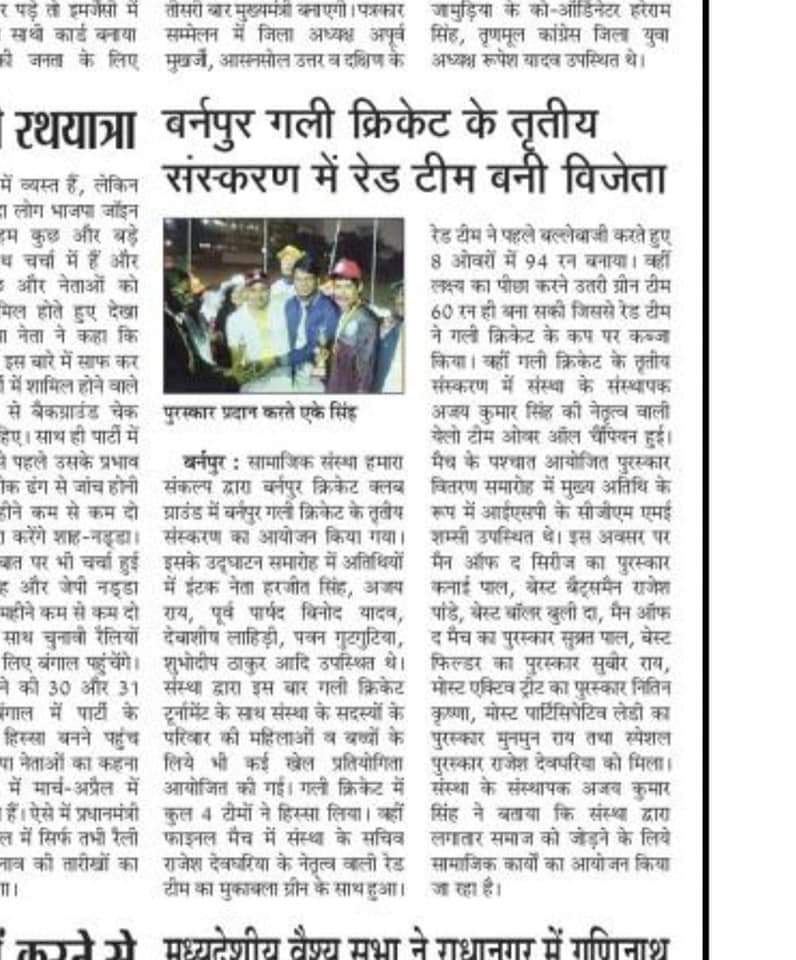 पड़े तो इमर्जेंसी में
साथी कार्ड बनाया
की जनता के लिए
रथयात्रा
में व्यस्त हैं, लेकिन
लोग भाजपा जॉइन
हम कुछ और बड़े
चर्चा में हैं और
और नेताओं को
मिल होते हुए देखा
नेता ने कहा कि
इस बारे में साफ कर
में शामिल होने वाले
से बैकग्राउंड चेक
हिए। साथ ही पार्टी में
पहले उसके प्रभाव
ीक ढंग से जांच होनी
हीने कम से कम दो
करेंगे शाह-नड्डा।
बात पर भी चर्चा हुई
ह और जेपी नड्डा
महीने कम से कम दो
साथ चुनावी रैलियों
लिए बंगाल पहुंचेंगे।
ने की 30 और 31
बंगाल में पार्टी के
हिस्सा बनने पहुंच
पा नेताओं का कहना
में मार्च-अप्रैल में
हैं। ऐसे में प्रधानमंत्री
ल में सिर्फ तभी रैली
नाव की तारीखों का
गा।
करने से
तीसरी बार मुख्यमंत्री बनाएगी। पत्रकार
सम्मेलन में जिला अध्यक्ष अपूर्व
मुखर्जी, आसनसोल उत्तर व दक्षिण के
जामुड़िया के को-ऑर्डिनेटर हरेराम
सिंह, तृणमूल कांग्रेस जिला युवा
अध्यक्ष रूपेश यादव उपस्थित थे।
बर्नपुर गली क्रिकेट के तृतीय
संस्करण में रेड टीम बनी विजेता
पुरस्कार प्रदान करते एके सिंह
बर्नपुर : सामाजिक संस्था हमारा
संकल्प द्वारा बर्नपुर क्रिकेट क्लब
ग्राउंड में बर्नपुर गली क्रिकेट के तृतीय
संस्करण का आयोजन किया गया।
इसके उद्घाटन समारोह में अतिथियों
में इंटक नेता हरजीत सिंह, अजय
राय, पूर्व पार्षद बिनोद यादव,
देबाशीष लाहिड़ी, पवन गुटगुटिया,
शुभोदीप ठाकुर आदि उपस्थित थे।
संस्था द्वारा इस बार गली क्रिकेट
टूर्नामेंट के साथ संस्था के सदस्यों के
परिवार की महिलाओं व बच्चों के
लिये भी कई खेल प्रतियोगिता
आयोजित की गई। गली क्रिकेट में
कुल 4 टीमों ने हिस्सा लिया। वहीं
फाइनल मैच में संस्था के सचिव
राजेश देवघरिया के नेतृत्व वाली रेड
टीम का मुकाबला ग्रीन के साथ हुआ।
रेड टीम ने पहले बल्लेबाजी करते हुए
8 ओवरों में 94 रन बनाया। वहीं
लक्ष्य का पीछा करने उतरी ग्रीन टीम
60 रन ही बना सकी जिससे रेड टीम
ने गली क्रिकेट के कप पर कब्जा
किया। वहीं गली क्रिकेट के तृतीय
संस्करण में संस्था के संस्थापक
अजय कुमार सिंह की नेतृत्व वाली
येलो टीम ओवर ऑल चैंपियन हुई।
मैच के पश्चात आयोजित पुरस्कार
वितरण समारोह में मुख्य अतिथि के
रूप में आईएसपी के सीजीएम एमई
शम्सी उपस्थित थे। इस अवसर पर
मैन ऑफ द सिरीज का पुरस्कार
कनाई पाल, बेस्ट बैट्समैन राजेश
पांडे, बेस्ट बॉलर बुली दा, मैन ऑफ
द मैच का पुरस्कार सुब्रत पाल, बेस्ट
फिल्डर का पुरस्कार सुबीर राय,
मोस्ट एक्टिव ट्रीट का पुरस्कार नितिन
कृष्णा, मोस्ट पार्टिसिपेटिव लेडी का
पुरस्कार मुनमुन राय तथा स्पेशल
पुरस्कार राजेश देवघरिया को मिला।
संस्था के संस्थापक अजय कुमार
सिंह ने बताया कि संस्था द्वारा
लगातार समाज को जोड़ने के लिये
सामाजिक कार्यों का आयोजन किया
जा रहा है।
मध्यदेशीय वैश्य सभा ने राधानगर में गणिनाथ